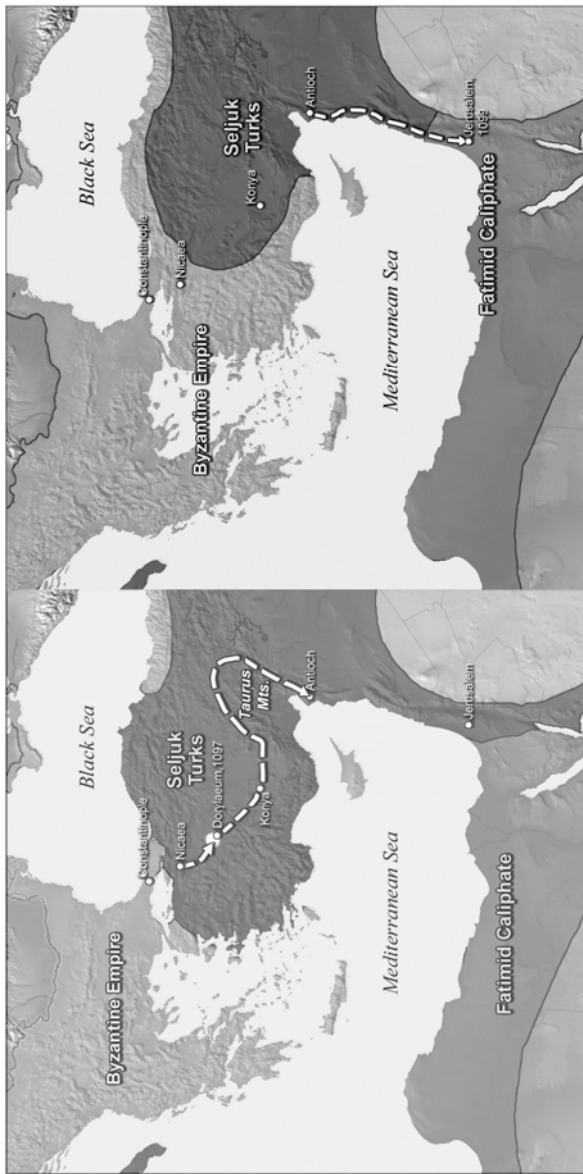 Black Sea
Constantinople
Byzantine Empire
Nicaea
Seljuk
Turks
Dorylaeum, 1097
Konya
Taurus
Mts.
Antioch
Mediterranean Sea
Jerusalem
Fatimid Caliphate
Black Sea
Constantinople
Nicaea
Byzantine Empire
Seljuk
Turks
Konya
Antioch
Mediterranean Sea
Jerusalem,
1099
Fatimid Caliphate